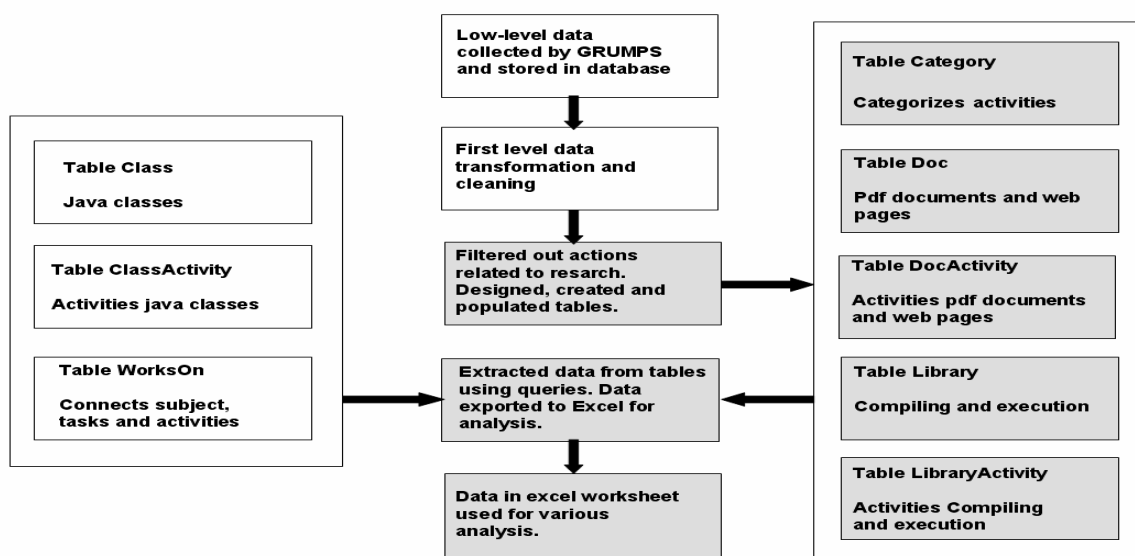 Low-level data
collected by GRUMPS
and stored in database
First level data
transformation and
cleaning
Filtered out actions
related to resarch.
Designed, created and
populated tables.
Extracted data from tables
using queries. Data
exported to Excel for
analysis.
Data in excel worksheet
used for various
analysis.
Table Class
Java classes
Table ClassActivity
Activities java classes
Table WorksOn
Connects subject,
tasks and activities
Table Category
Categorizes activities
Table Doc
Pdf documents and web
pages
Table DocActivity
Activities pdf documents
and web pages
Table Library
Compiling and execution
Table LibraryActivity
Activities Compiling
and execution